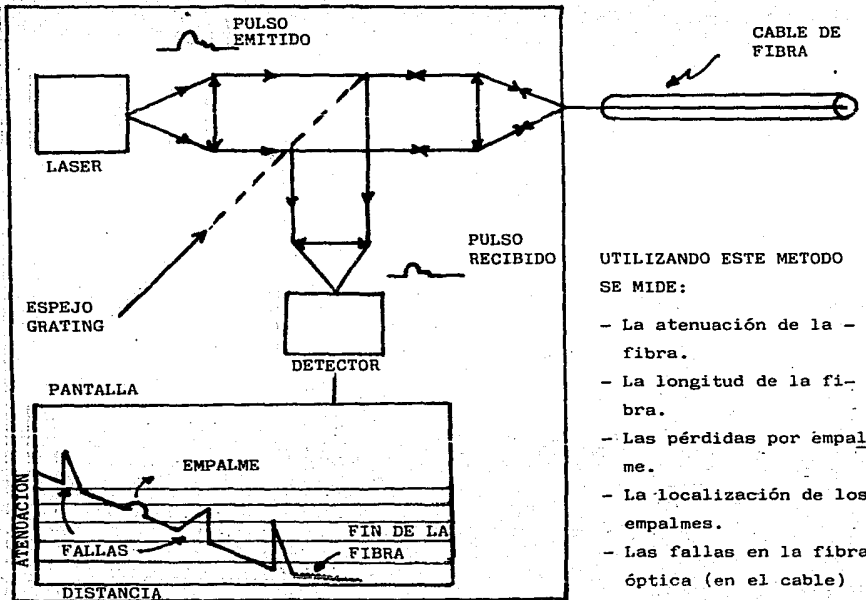 PULSO
EMITIDO
CABLE DE
FIBRA
LASER
PULSO
RECIBIDO
ESPEJO
GRATING
DETECTOR
PANTALLA
EMPALME
ATENUACIÓN
FALLAS
FIN DE LA
FIBRA
DISTANCIA
UTILIZANDO ESTE METODO
SE MIDE:
- La atenuación de la -
fibra.
- La longitud de la fi-
bra.
- Las pérdidas por empal
me.
- La localización de los
empalmes.
- Las fallas en la fibra
óptica (en el cable)